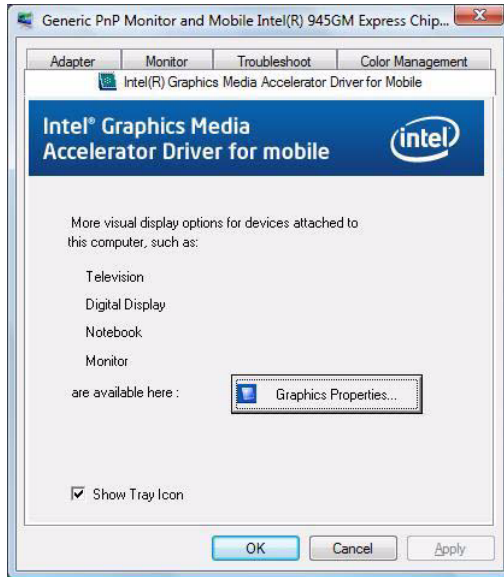 Generic PnP Monitor and Mobile Intel(R) 945GM Express Chip...
Adapter Monitor Troubleshoot Color Management
Intel(R) Graphics Media Accelerator Driver for Mobile
Intel® Graphics Media
Accelerator Driver for mobile
intel
More visual display options for devices attached to
this computer, such as:
Television
Digital Display
Notebook
Monitor
are available here :
Graphics Properties...
Show Tray Icon
OK Cancel Apply